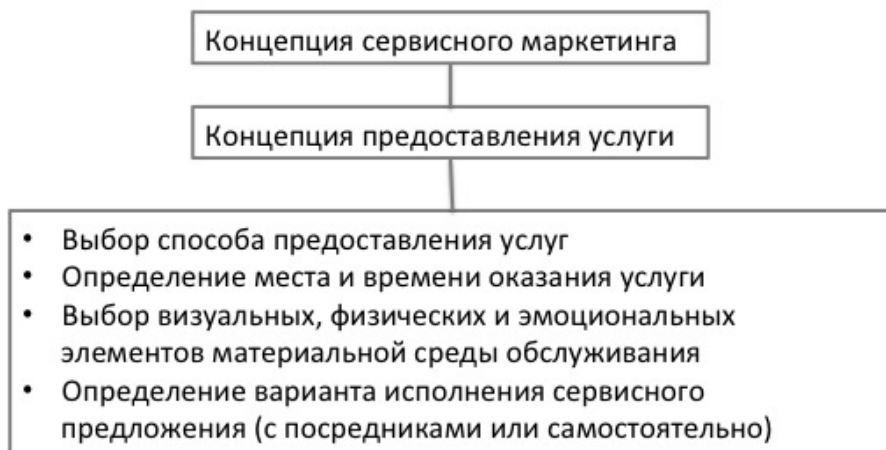 Концепция сервисного маркетинга
Концепция предоставления услуги
• Выбор способа предоставления услуг
• Определение места и времени оказания услуги
• Выбор визуальных, физических и эмоциональных
элементов материальной среды обслуживания
• Определение варианта исполнения сервисного
предложения (с посредниками или самостоятельно)